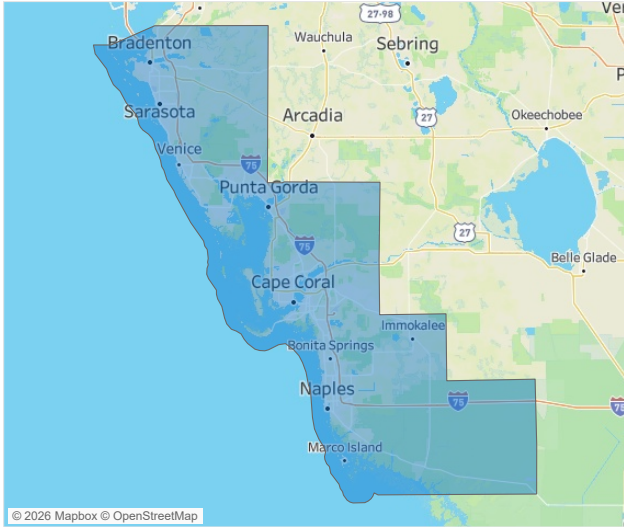 27-98
Ver
Bradenton
Wauchula
Sebring
P
Sarasota
Arcadia
27
Okeechobee
Venice
75
Punta Gorda
75
27
Belle Glade
Cape Coral
Immokalee
Bonita Springs
Naples
75
75
Marco Island
© 2026 Mapbox © OpenStreetMap